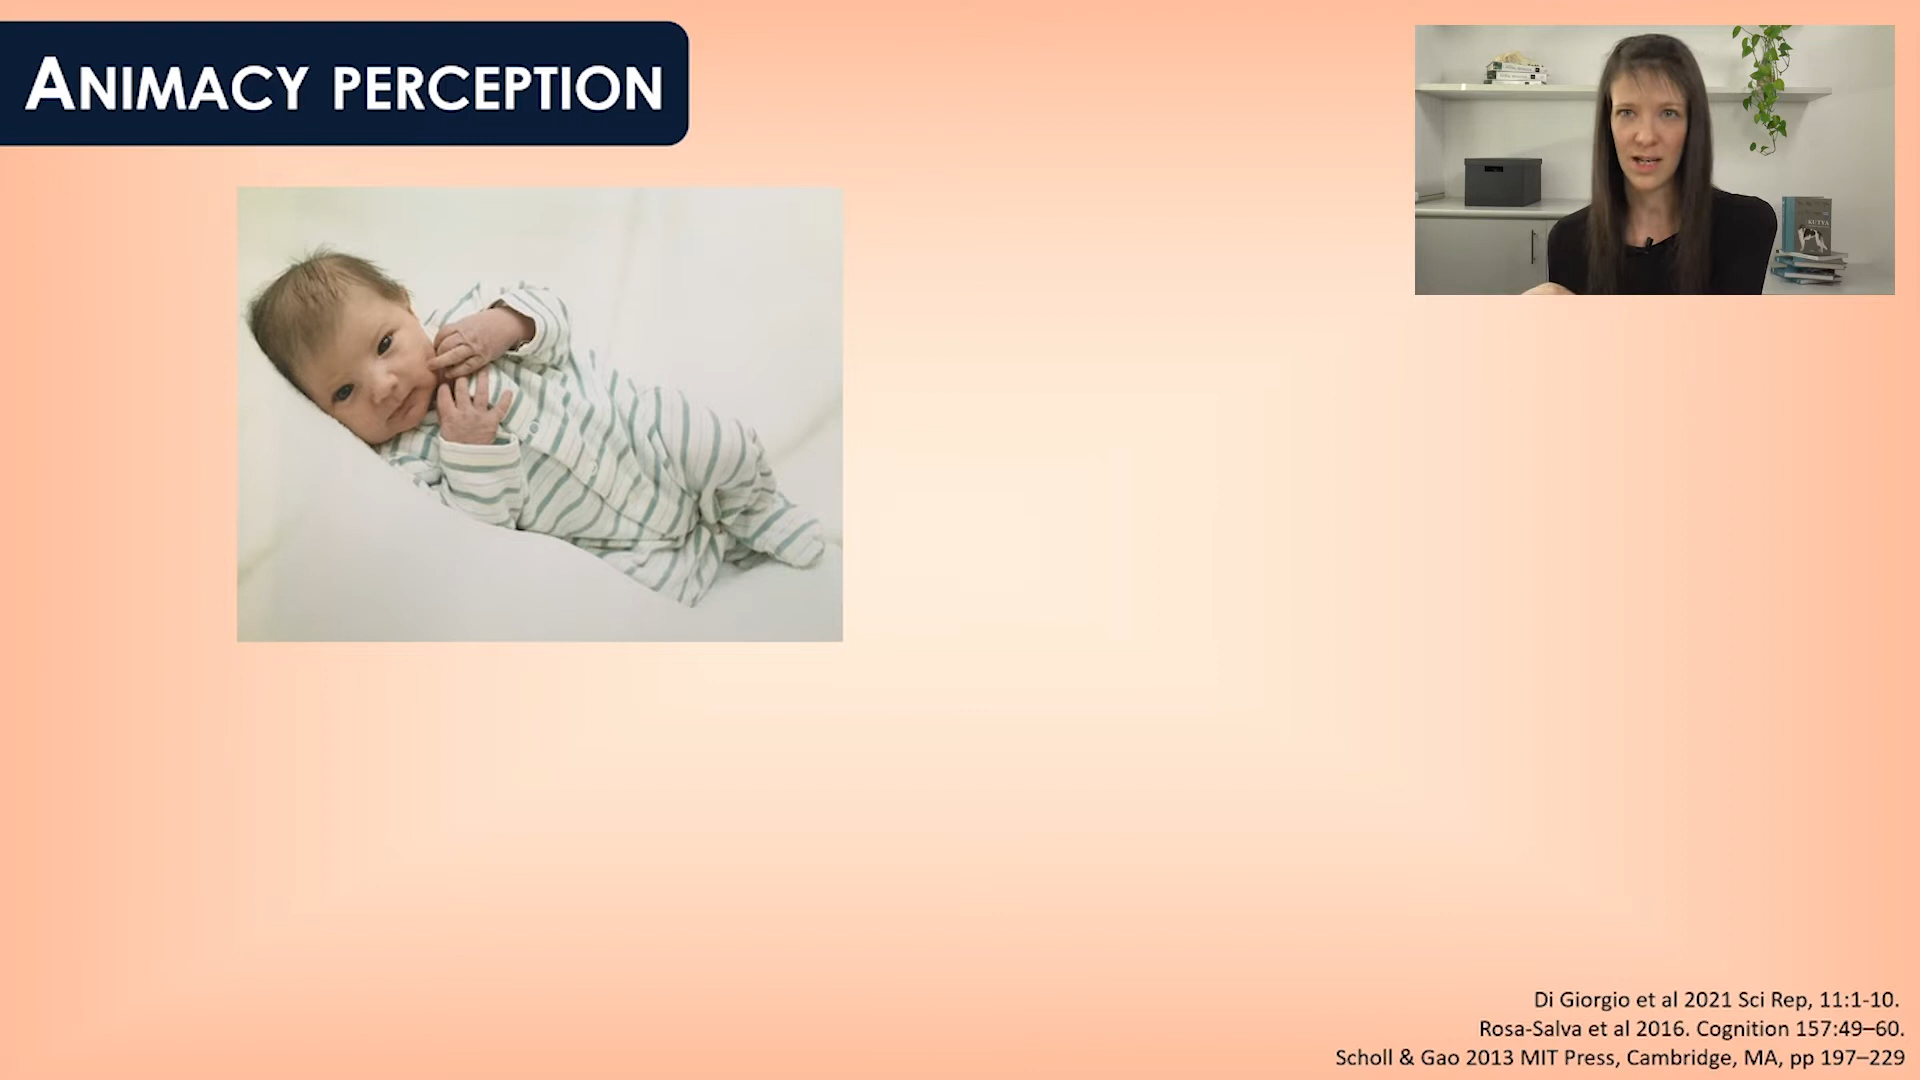 ANIMACY PERCEPTION
KUTYA
Di Giorgio et al 2021 Sci Rep, 11:1-10.
Rosa-Salva et al 2016. Cognition 157:49–60.
Scholl & Gao 2013 MIT Press, Cambridge, MA, pp 197–229